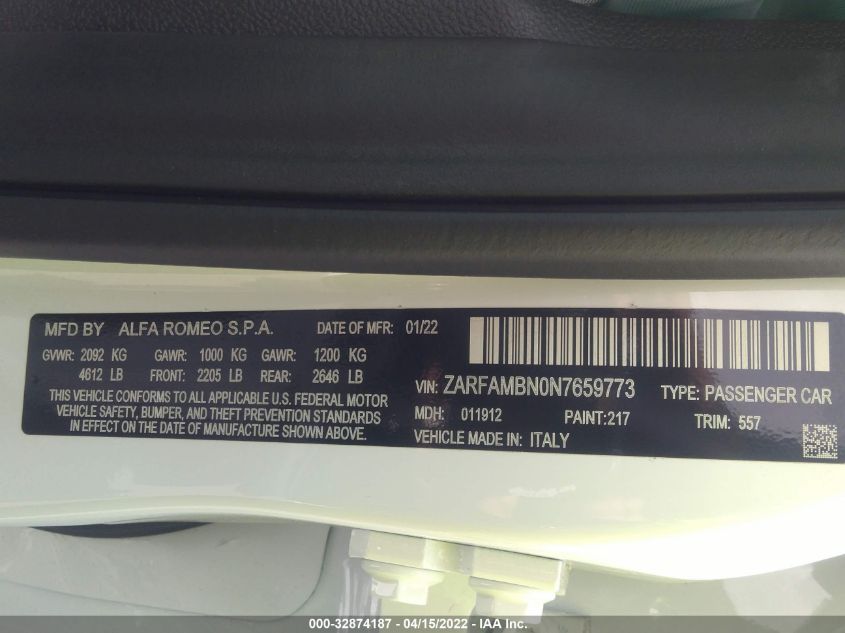 MFD BY ALFA ROMEO S.P.A. DATE OF MFR: 01/22
GVWR: 2092 KG GAWR: 1000 KG GAWR: 1200 KG
4612 LB FRONT: 2205 LB REAR: 2646 LB
THIS VEHICLE CONFORMS TO ALL APPLICABLE U.S. FEDERAL MOTOR
VEHICLE SAFETY, BUMPER, AND THEFT PREVENTION STANDARDS
IN EFFECT ON THE DATE OF MANUFACTURE SHOWN ABOVE.
VIN: ZARFAMBN0N7659773 TYPE: PASSENGER CAR
MDH: 011912 PAINT:217 TRIM: 557
VEHICLE MADE IN: ITALY
000-32874187 - 04/15/2022 - IAA Inc.